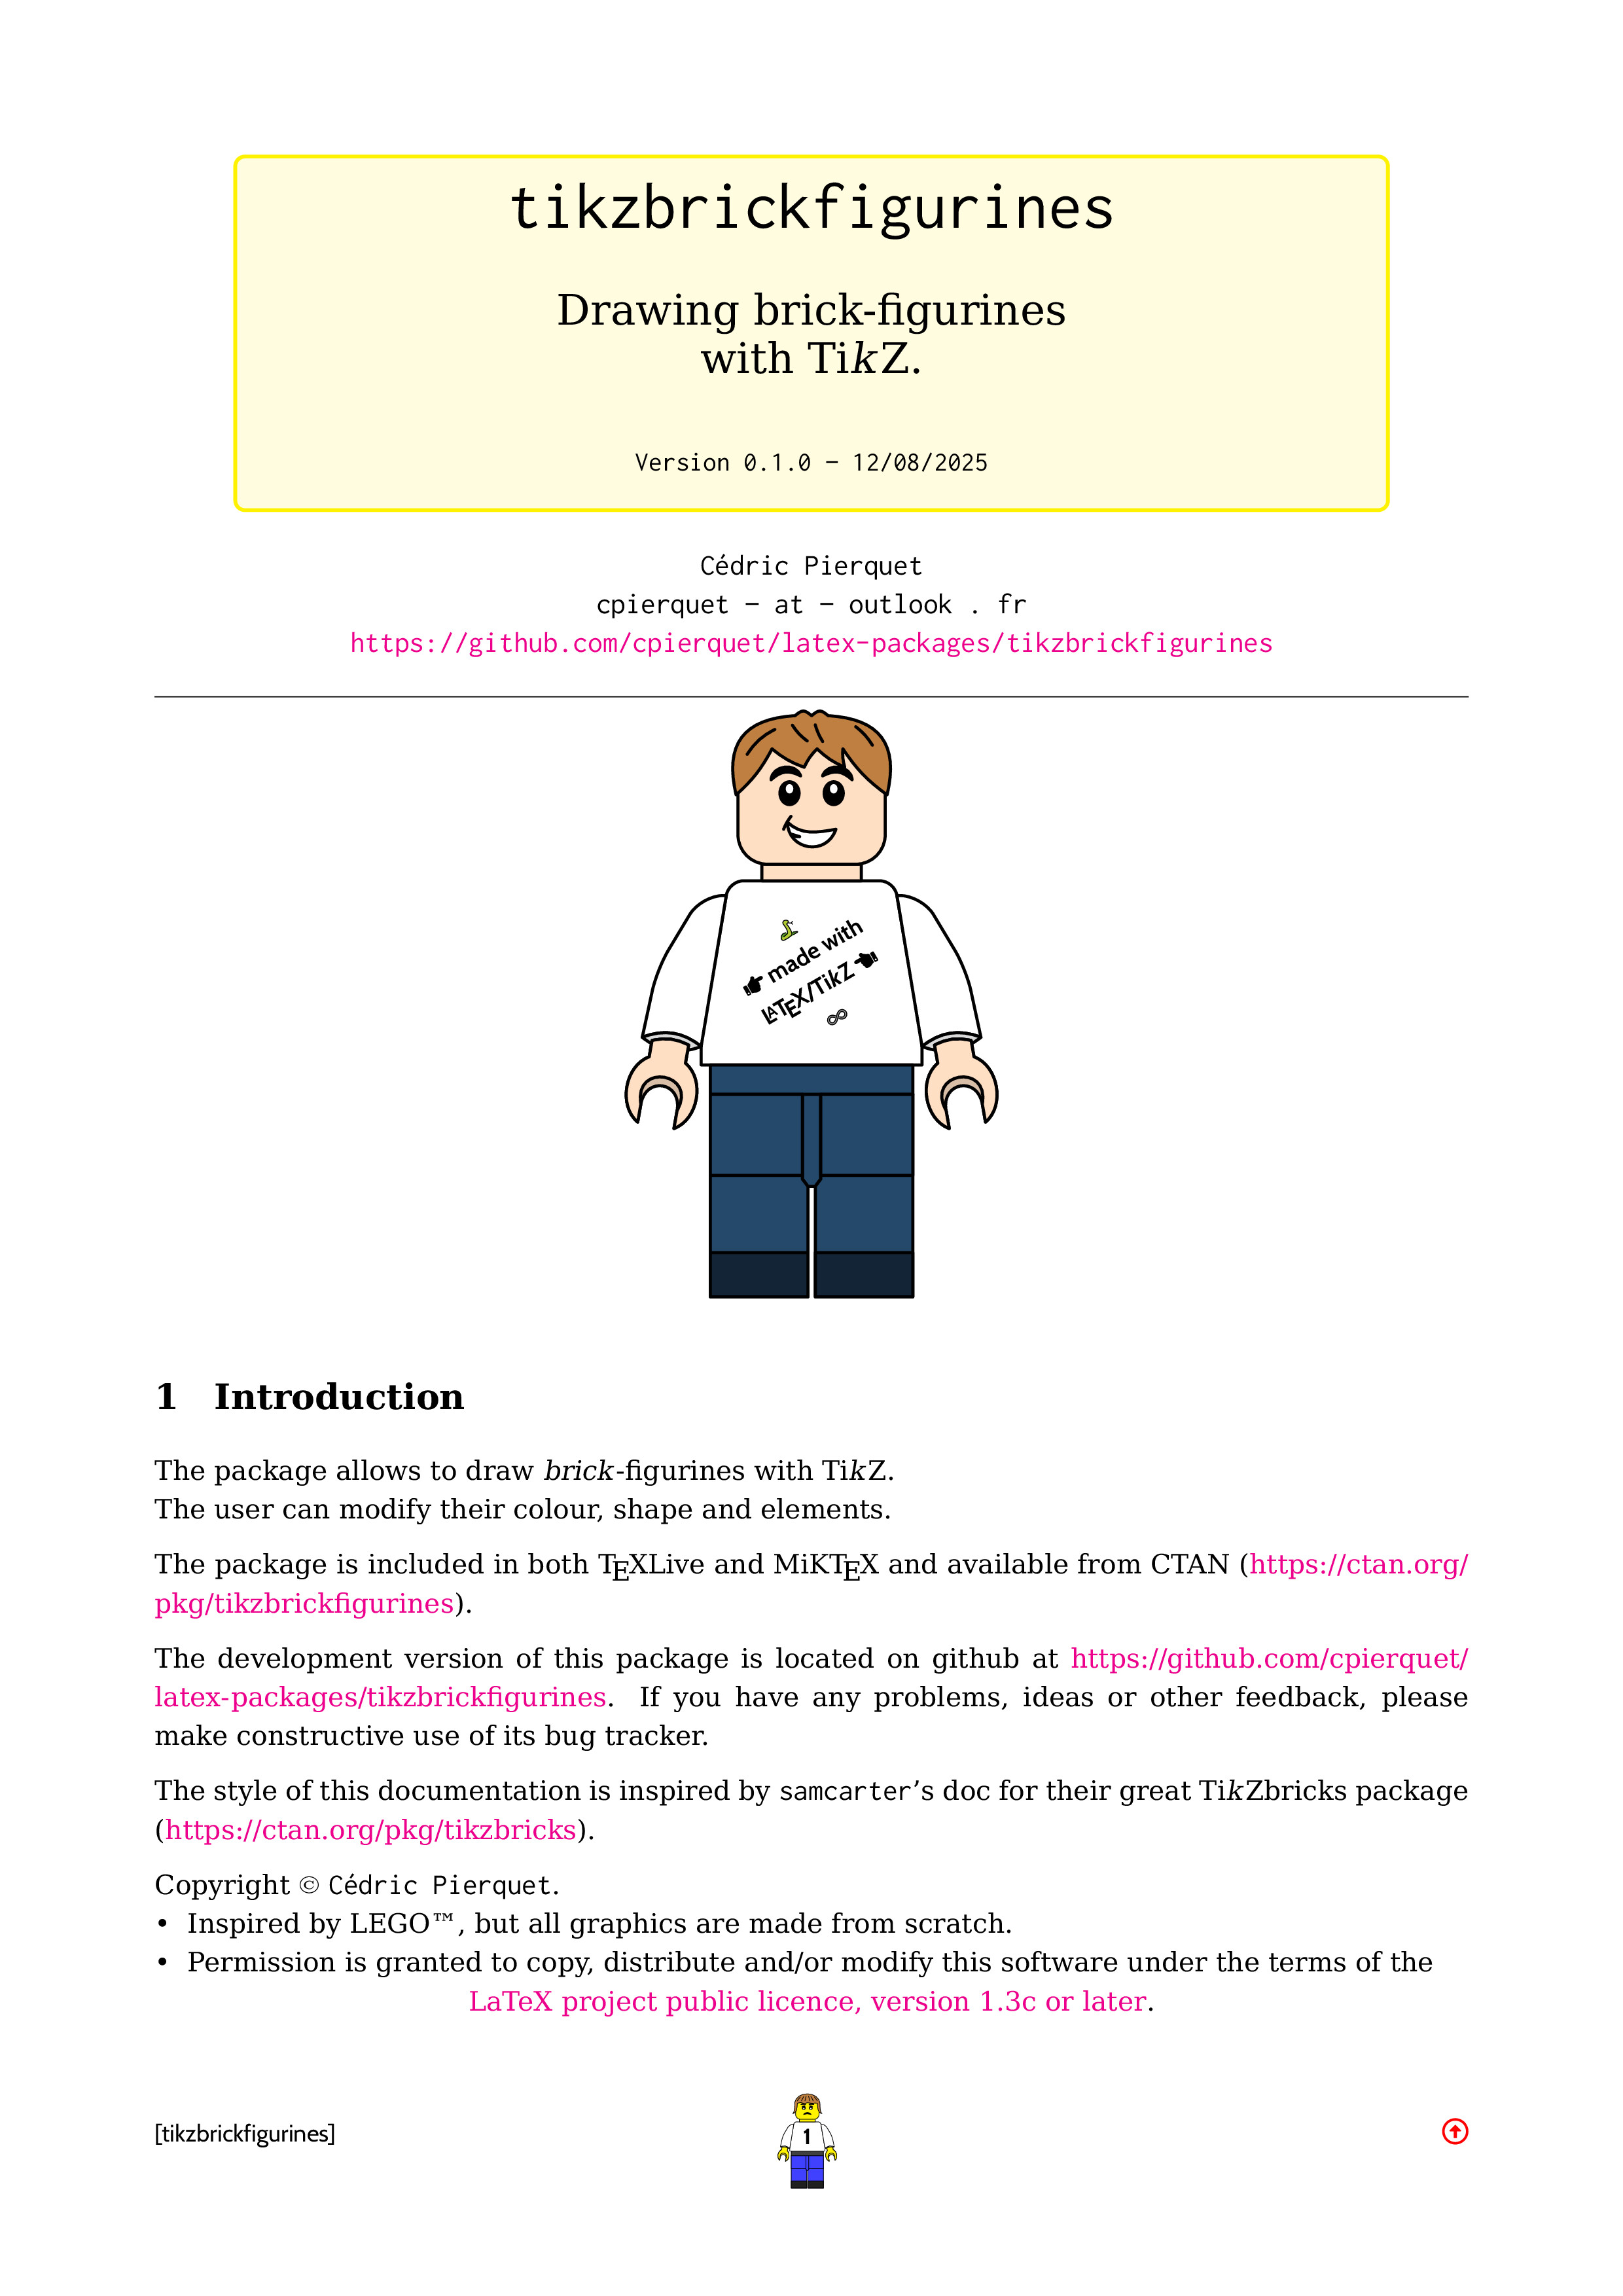 tikzbrickfigurines
Drawing brick-figurines
with TikZ.
Version 0.1.0 – 12/08/2025
Cédric Pierquet
cpierquet – at – outlook . fr
https://github.com/cpierquet/latex-packages/tikzbrickfigurines
made with
LATEX/TikZ
1 Introduction
The package allows to draw brick-figurines with TikZ.
The user can modify their colour, shape and elements.
The package is included in both TEXLive and MiKTEX and available from CTAN (https://ctan.org/
pkg/tikzbrickfigurines).
The development version of this package is located on github at https://github.com/cpierquet/
latex-packages/tikzbrickfigurines. If you have any problems, ideas or other feedback, please
make constructive use of its bug tracker.
The style of this documentation is inspired by samcarter’s doc for their great TikZbricks package
(https://ctan.org/pkg/tikzbricks).
Copyright © Cédric Pierquet.
• Inspired by LEGO™, but all graphics are made from scratch.
• Permission is granted to copy, distribute and/or modify this software under the terms of the
LaTeX project public licence, version 1.3c or later.
[tikzbrickfigurines]
1